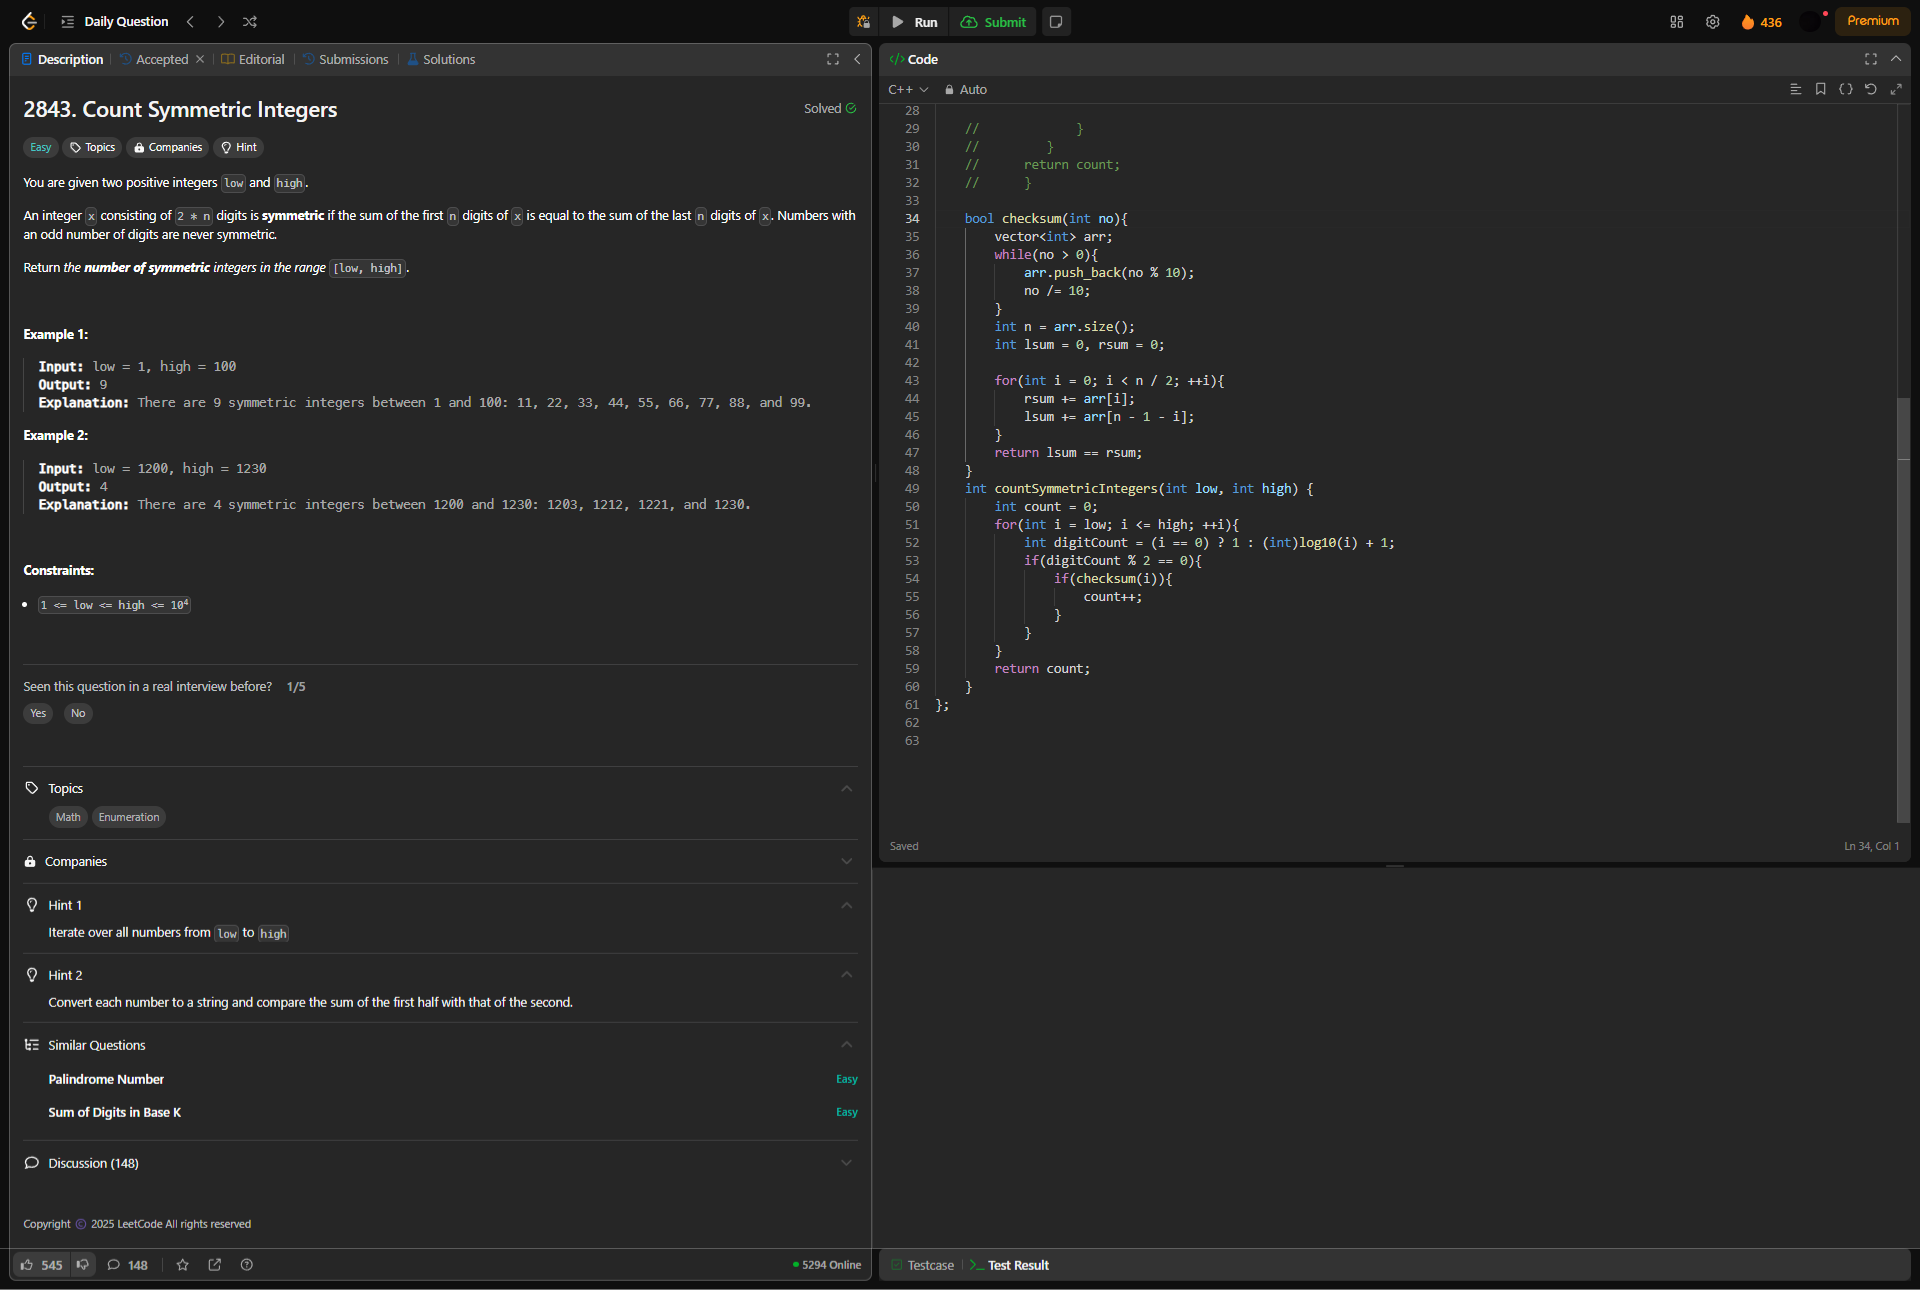 Daily Question
Run
Submit
436
Premium
Description
Accepted
Editorial
Submissions
Solutions
2843. Count Symmetric Integers
Solved
Easy
Topics
Companies
Hint
You are given two positive integers low and high.
An integer x consisting of 2 * n digits is symmetric if the sum of the first n digits of x is equal to the sum of the last n digits of x. Numbers with
an odd number of digits are never symmetric.
Return the number of symmetric integers in the range [low, high].
Example 1:
Input: low = 1, high = 100
Output: 9
Explanation: There are 9 symmetric integers between 1 and 100: 11, 22, 33, 44, 55, 66, 77, 88, and 99.
Example 2:
Input: low = 1200, high = 1230
Output: 4
Explanation: There are 4 symmetric integers between 1200 and 1230: 1203, 1212, 1221, and 1230.
Constraints:
1 <= low <= high <= 10⁴
Seen this question in a real interview before? 1/5
Yes
No
Topics
Math
Enumeration
Companies
Hint 1
Iterate over all numbers from low to high
Hint 2
Convert each number to a string and compare the sum of the first half with that of the second.
Similar Questions
Palindrome Number
Easy
Sum of Digits in Base K
Easy
Discussion (148)
Copyright © 2025 LeetCode All rights reserved
545
148
5294 Online
</> Code
C++
Auto
28
29 // }
30 // }
31 // return count;
32 // }
33
34 bool checksum(int no){
35 vector<int> arr;
36 while(no > 0){
37 arr.push_back(no % 10);
38 no /= 10;
39 }
40 int n = arr.size();
41 int lsum = 0, rsum = 0;
42
43 for(int i = 0; i < n / 2; ++i){
44 rsum += arr[i];
45 lsum += arr[n - 1 - i];
46 }
47 return lsum == rsum;
48 }
49 int countSymmetricIntegers(int low, int high) {
50 int count = 0;
51 for(int i = low; i <= high; ++i){
52 int digitCount = (i == 0) ? 1 : (int)log10(i) + 1;
53 if(digitCount % 2 == 0){
54 if(checksum(i)){
55 count++;
56 }
57 }
58 }
59 return count;
60 }
61 };
62
63
Saved
Ln 34, Col 1
Testcase
Test Result